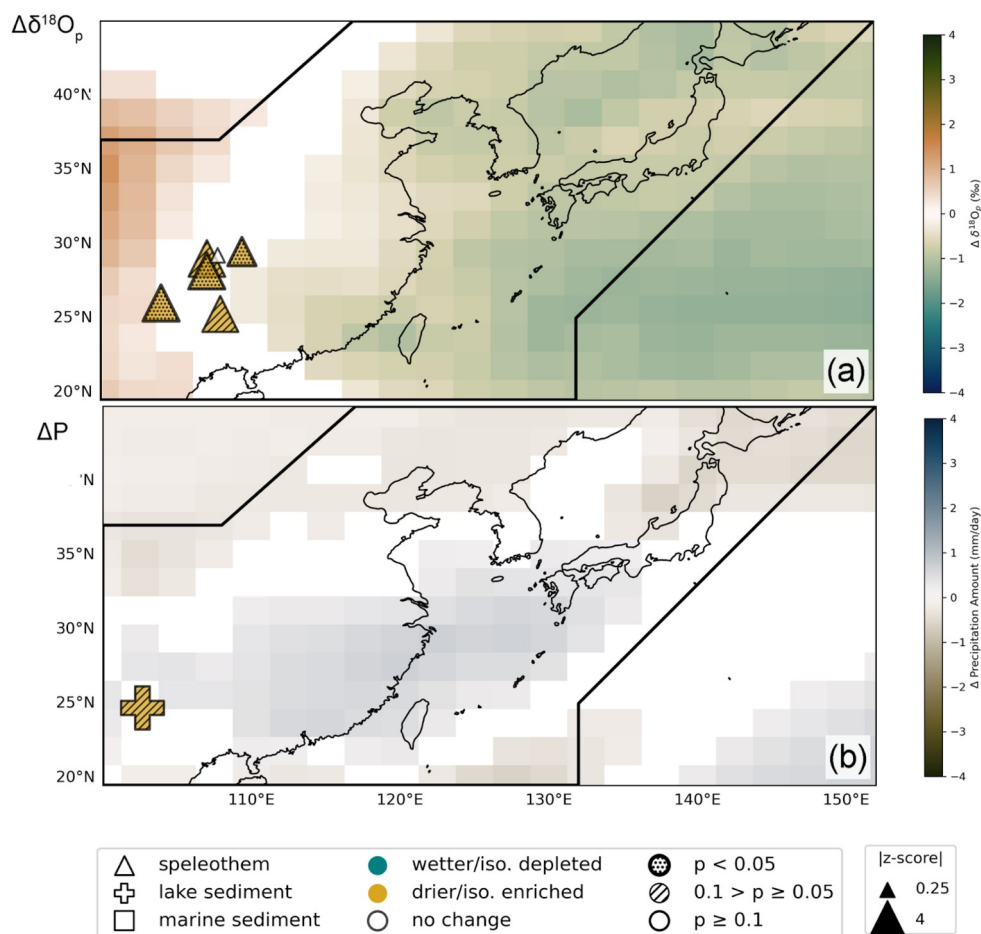 Δδ¹⁸Oₚ
40°N
35°N
30°N
25°N
20°N
(a)
4
3
2
1
0
−1
−2
−3
−4
Δ δ¹⁸Oₚ (‰)
ΔP
'N
35°N
30°N
25°N
20°N
(b)
110°E
120°E
130°E
140°E
150°E
4
3
2
1
0
−1
−2
−3
−4
Δ Precipitation Amount (mm/day)
speleothem
lake sediment
marine sediment
wetter/iso. depleted
drier/iso. enriched
no change
p < 0.05
0.1 > p ≥ 0.05
p ≥ 0.1
|z-score|
0.25
4